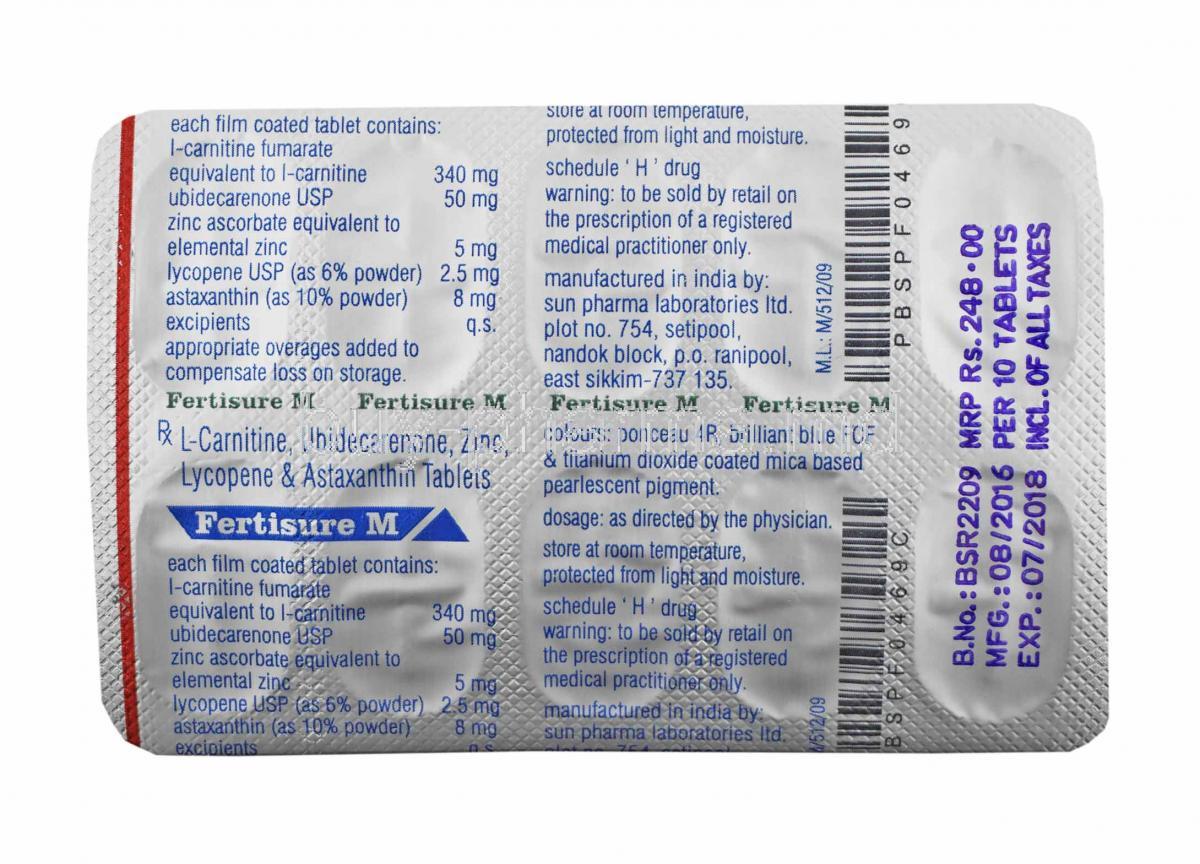 each film coated tablet contains:
l-carnitine fumarate
equivalent to l-carnitine 340 mg
ubidecarenone USP 50 mg
zinc ascorbate equivalent to
elemental zinc 5 mg
lycopene USP (as 6% powder) 2.5 mg
astaxanthin (as 10% powder) 8 mg
excipients q.s.
appropriate overages added to
compensate loss on storage.
store at room temperature,
protected from light and moisture.
schedule ' H ' drug
warning: to be sold by retail on
the prescription of a registered
medical practitioner only.
manufactured in india by:
sun pharma laboratories ltd.
plot no. 754, setipool,
nandok block, p.o. ranipool,
east sikkim-737 135.
M.L.: M/512/09
PBSPFF0469
Fertisure M Fertisure M Fertisure M Fertisure M
Rx L-Carnitine, Ubidecarenone, Zinc,
Lycopene & Astaxanthin Tablets
Fertisure M
each film coated tablet contains:
l-carnitine fumarate
equivalent to l-carnitine 340 mg
ubidecarenone USP 50 mg
zinc ascorbate equivalent to
elemental zinc 5 mg
lycopene USP (as 6% powder) 2.5 mg
astaxanthin (as 10% powder) 8 mg
excipients q.s.
colours: ponceau 4R, brilliant blue FCF
& titanium dioxide coated mica based
pearlescent pigment.
dosage: as directed by the physician.
store at room temperature,
protected from light and moisture.
schedule ' H ' drug
warning: to be sold by retail on
the prescription of a registered
medical practitioner only.
manufactured in india by:
sun pharma laboratories ltd.
plot no. 754, setipool,
/512/09
BSPFF0469C
B.No.: BSR2209 MRP Rs. 248.00
MFG.: 08/2016 PER 10 TABLETS
EXP.: 07/2018 INCL. OF ALL TAXES